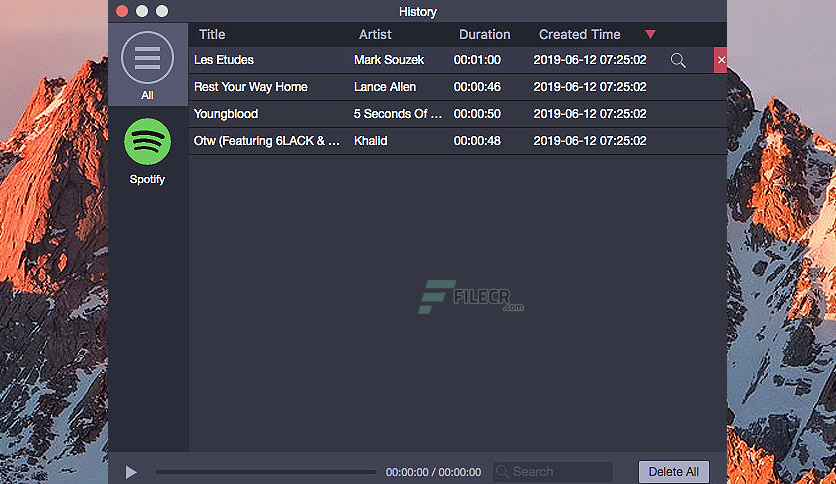 History
Title Artist Duration Created Time
Les Etudes Mark Souzek 00:01:00 2019-06-12 07:25:02
Rest Your Way Home Lance Allen 00:00:46 2019-06-12 07:25:02
Youngblood 5 Seconds Of ... 00:00:50 2019-06-12 07:25:02
Otw (Featuring 6LACK & ... Khalid 00:00:48 2019-06-12 07:25:02
All
Spotify
FILECR
.com
00:00:00 / 00:00:00 Search Delete All